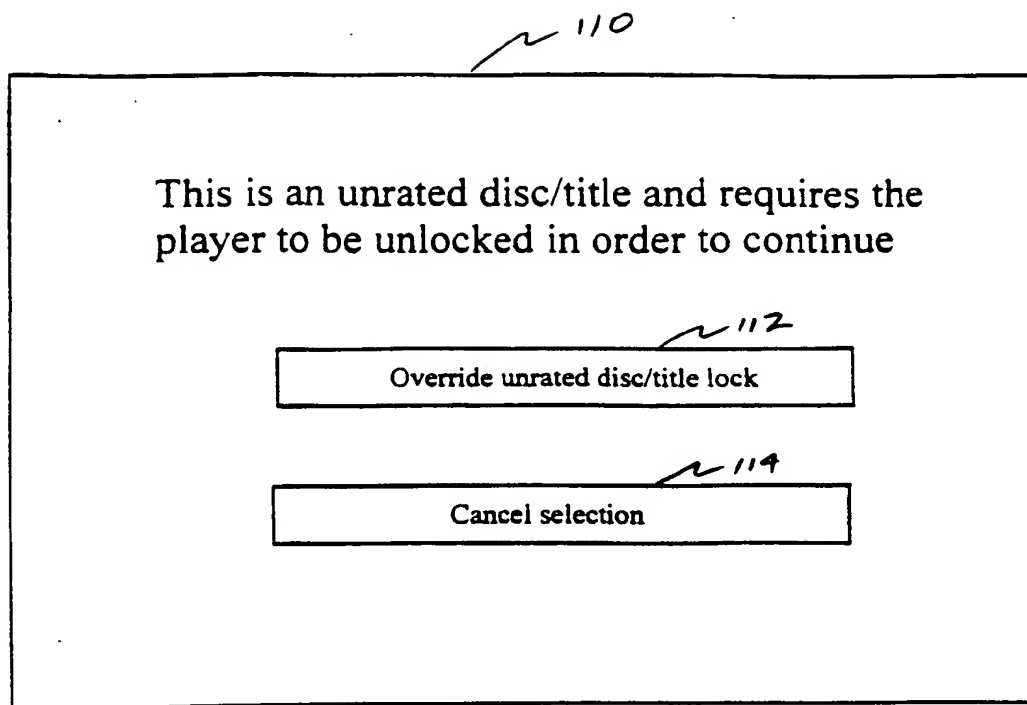 110
This is an unrated disc/title and requires the
player to be unlocked in order to continue
112
Override unrated disc/title lock
114
Cancel selection